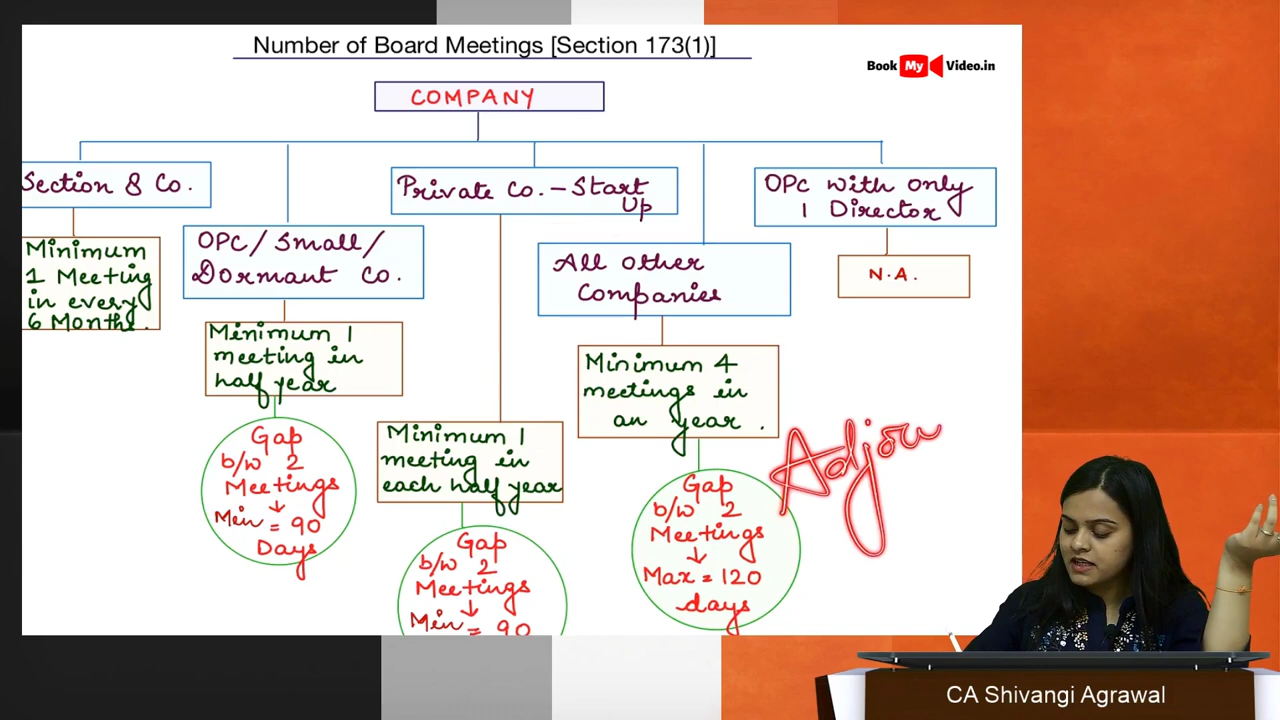 Number of Board Meetings [Section 173(1)]
Book My Video.in
COMPANY
Section 8 Co.
Minimum
1 Meeting
in every
6 Months.
OPC/Small/
Dormant Co.
Minimum 1
meeting in
half year
Gap
b/w 2
Meetings
↓
Min = 90
Days
Private Co. - Start
Up
Minimum 1
meeting in
each half year
Gap
b/w 2
Meetings
↓
Min = 90
All other
Companies
Minimum 4
meetings in
an year.
Gap
b/w 2
Meetings
↓
Max = 120
days
OPC with only
1 Director
N.A.
Adjou
CA Shivangi Agrawal